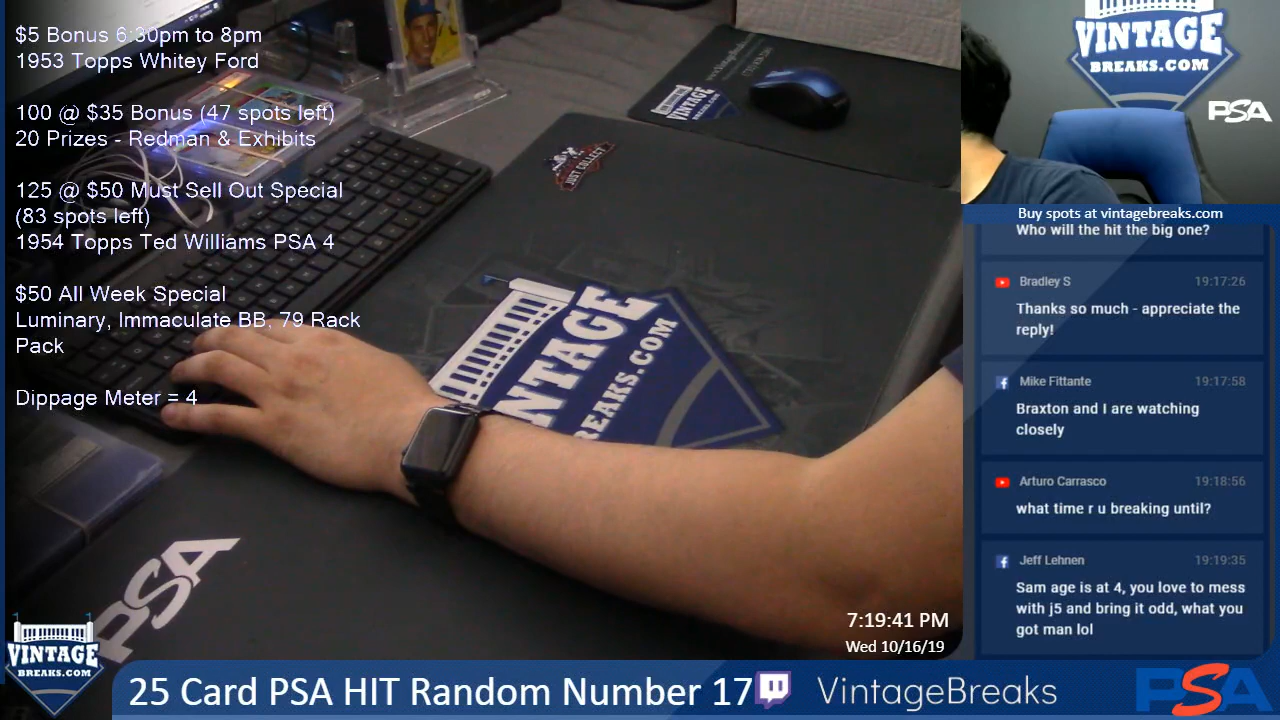 $5 Bonus 6:30pm to 8pm
1953 Topps Whitey Ford
100 @ $35 Bonus (47 spots left)
20 Prizes - Redman & Exhibits
125 @ $50 Must Sell Out Special
(83 spots left)
1954 Topps Ted Williams PSA 4
$50 All Week Special
Luminary, Immaculate BB, 79 Rack
Pack
Dippage Meter = 4
VINTAGE
JUST COLLECT
NTAGE
REAKS.COM
PSA
7:19:41 PM
Wed 10/16/19
VINTAGE
BREAKS.COM
PSA
Buy spots at vintagebreaks.com
Who will the hit the big one?
Bradley S 19:17:26
Thanks so much - appreciate the
reply!
Mike Fittante 19:17:58
Braxton and I are watching
closely
Arturo Carrasco 19:18:56
what time r u breaking until?
Jeff Lehnen 19:19:35
Sam age is at 4, you love to mess
with j5 and bring it odd, what you
got man lol
VINTAGE
BREAKS.COM
25 Card PSA HIT Random Number 17
VintageBreaks
PSA